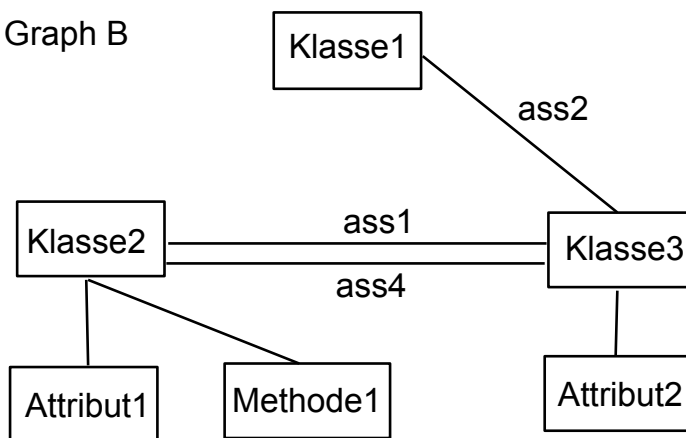 Graph B
Klasse1
ass2
Klasse2
ass1
Klasse3
ass4
Attribut1
Methode1
Attribut2